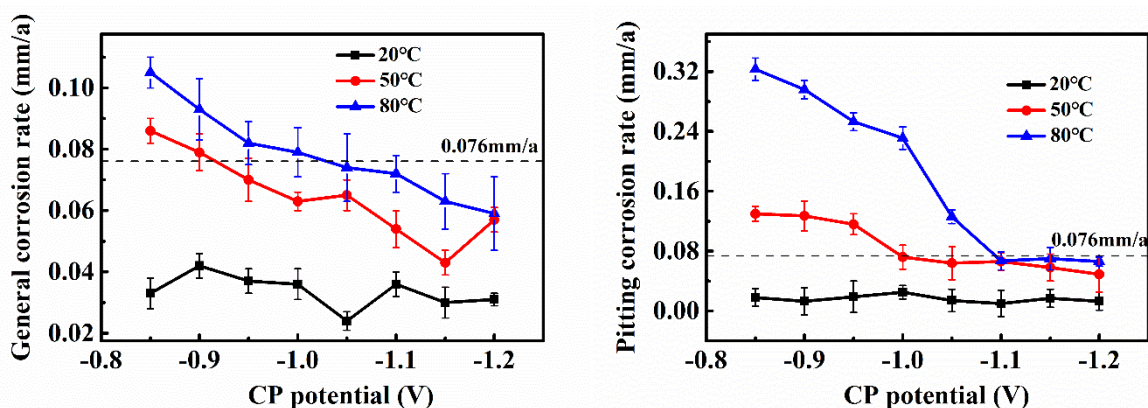 General corrosion rate (mm/a)
0.10
0.08
0.06
0.04
0.02
20°C
50°C
80°C
0.076mm/a
-0.8
-0.9
-1.0
-1.1
-1.2
CP potential (V)
Pitting corrosion rate (mm/a)
0.32
0.24
0.16
0.08
0.00
20°C
50°C
80°C
0.076mm/a
-0.8
-0.9
-1.0
-1.1
-1.2
CP potential (V)